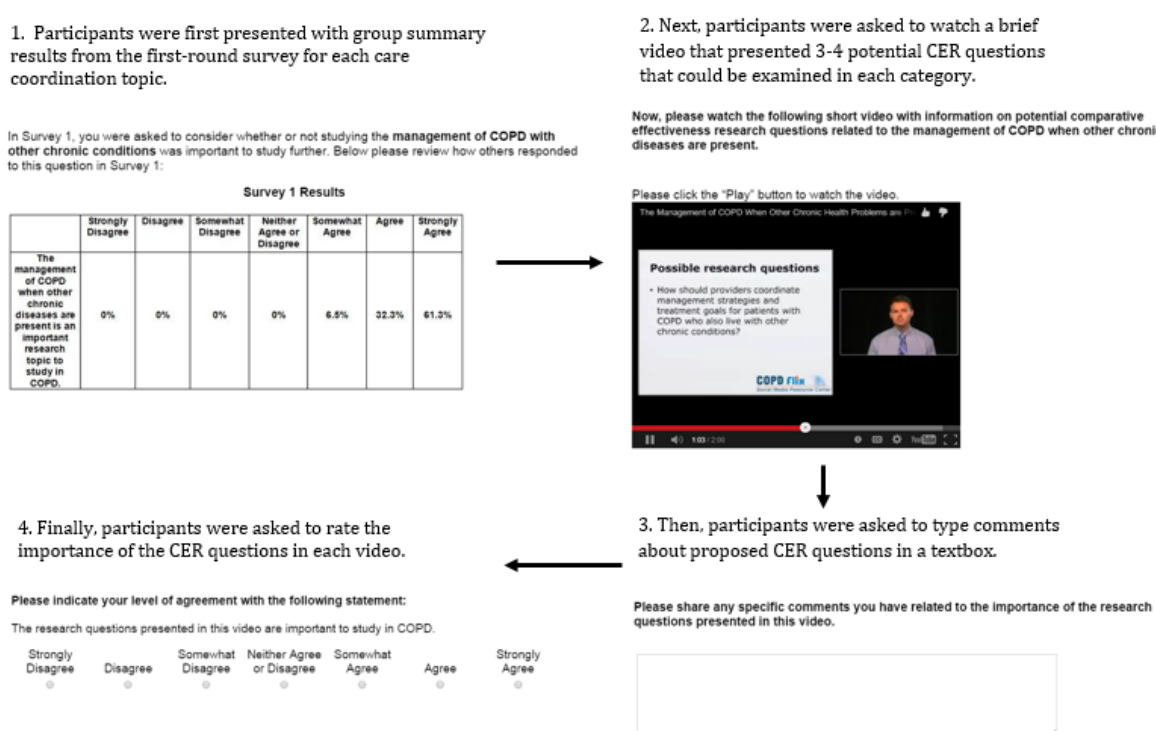 1. Participants were first presented with group summary
results from the first-round survey for each care
coordination topic.
In Survey 1, you were asked to consider whether or not studying the management of COPD with
other chronic conditions was important to study further. Below please review how others responded
to this question in Survey 1:
Survey 1 Results
Strongly Disagree Disagree Somewhat Disagree Neither Agree or Disagree Somewhat Agree Agree Strongly Agree
The
management
of COPD
when other
chronic
diseases are
present is an
important
research
topic to
study in
COPD.
0% 0% 0% 0% 6.5% 32.3% 61.3%
2. Next, participants were asked to watch a brief
video that presented 3-4 potential CER questions
that could be examined in each category.
Now, please watch the following short video with information on potential comparative
effectiveness research questions related to the management of COPD when other chroni
diseases are present.
Please click the "Play" button to watch the video.
The Management of COPD When Other Chronic Health Problems are
Possible research questions
• How should providers coordinate
management strategies and
treatment goals for patients with
COPD who also live with other
chronic conditions?
COPD Flix
Social Media Resource Center
1:03 / 2:00
YouTube
3. Then, participants were asked to type comments
about proposed CER questions in a textbox.
Please share any specific comments you have related to the importance of the research
questions presented in this video.
4. Finally, participants were asked to rate the
importance of the CER questions in each video.
Please indicate your level of agreement with the following statement:
The research questions presented in this video are important to study in COPD.
Strongly Disagree Disagree Somewhat Disagree Neither Agree or Disagree Somewhat Agree Agree Strongly Agree